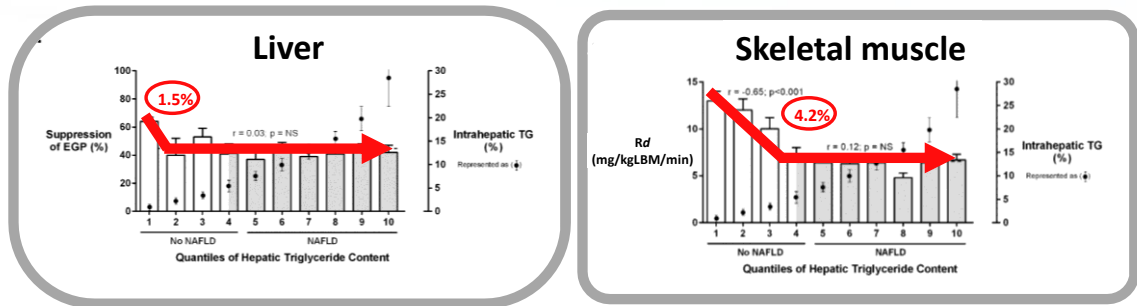 Liver
100
80
60
40
20
0
Suppression
of EGP (%)
1.5%
r = 0.03; p = NS
30
25
20
15
10
5
0
Intrahepatic TG
(%)
Represented as (●)
1 2 3 4 5 6 7 8 9 10
No NAFLD NAFLD
Quantiles of Hepatic Triglyceride Content
Skeletal muscle
15
10
5
0
Rd
(mg/kgLBM/min)
r = -0.65; p<0.001
4.2%
r = 0.12; p = NS
30
25
20
15
10
5
0
Intrahepatic TG
(%)
Represented as (●)
1 2 3 4 5 6 7 8 9 10
No NAFLD NAFLD
Quantiles of Hepatic Triglyceride Content